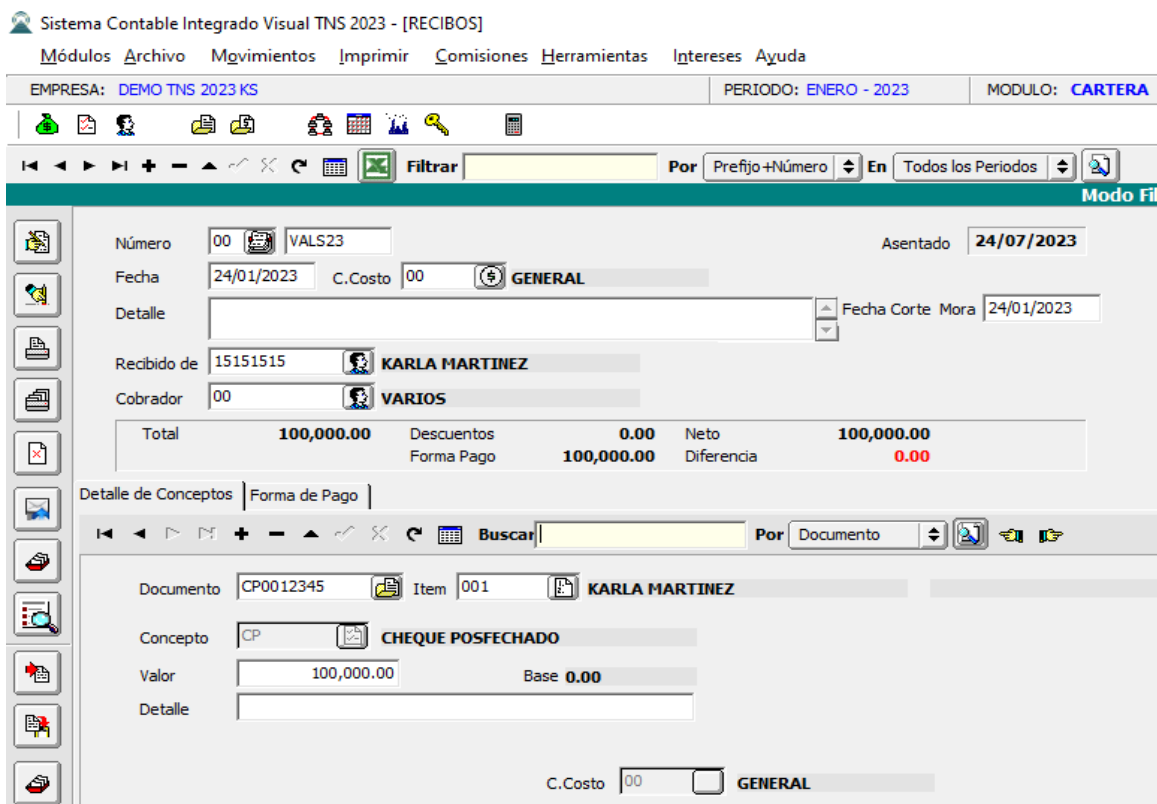 Sistema Contable Integrado Visual TNS 2023 - [RECIBOS]
Módulos Archivo Movimientos Imprimir Comisiones Herramientas Intereses Ayuda
EMPRESA: DEMO TNS 2023 KS PERIODO: ENERO - 2023 MODULO: CARTERA
Filtrar Por Prefijo+Número En Todos los Periodos
Modo Fil
Número 00 VALS23 Asentado 24/07/2023
Fecha 24/01/2023 C.Costo 00 GENERAL
Detalle Fecha Corte Mora 24/01/2023
Recibido de 15151515 KARLA MARTINEZ
Cobrador 00 VARIOS
Total 100,000.00 Descuentos 0.00 Neto 100,000.00
Forma Pago 100,000.00 Diferencia 0.00
Detalle de Conceptos Forma de Pago
Buscar Por Documento
Documento CP0012345 Item 001 KARLA MARTINEZ
Concepto CP CHEQUE POSFECHADO
Valor 100,000.00 Base 0.00
Detalle
C.Costo 00 GENERAL